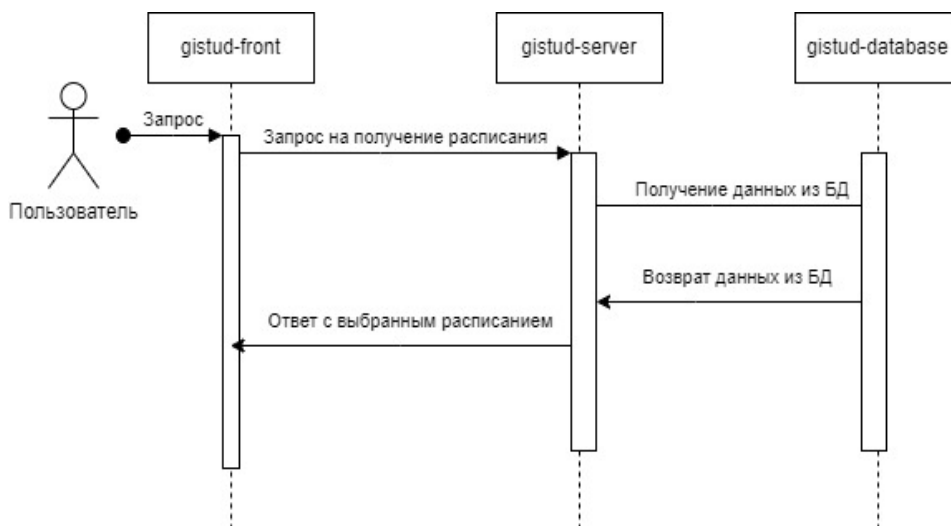 gistud-front
gistud-server
gistud-database
Запрос
Запрос на получение расписания
Получение данных из БД
Пользователь
Возврат данных из БД
Ответ с выбранным расписанием